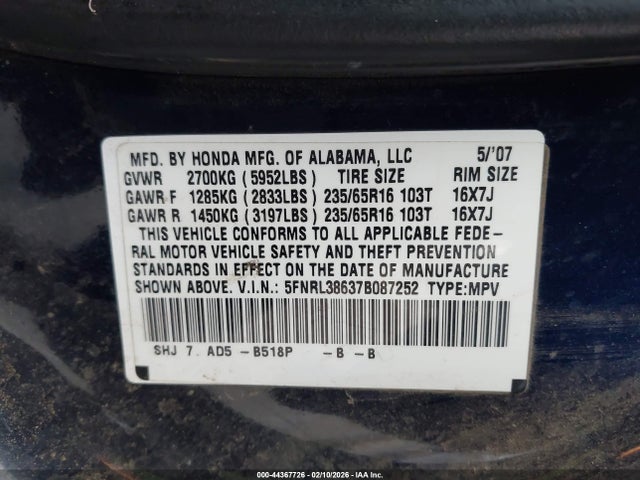 MFD. BY HONDA MFG. OF ALABAMA, LLC 5/'07
GVWR 2700KG (5952LBS) TIRE SIZE RIM SIZE
GAWR F 1285KG (2833LBS) 235/65R16 103T 16X7J
GAWR R 1450KG (3197LBS) 235/65R16 103T 16X7J
THIS VEHICLE CONFORMS TO ALL APPLICABLE FEDE-
RAL MOTOR VEHICLE SAFETY AND THEFT PREVENTION
STANDARDS IN EFFECT ON THE DATE OF MANUFACTURE
SHOWN ABOVE. V.I.N.: 5FNRL38637B087252 TYPE:MPV
SHJ 7 AD5 -B518P -B -B
000-44367726 - 02/10/2026 - IAA Inc.